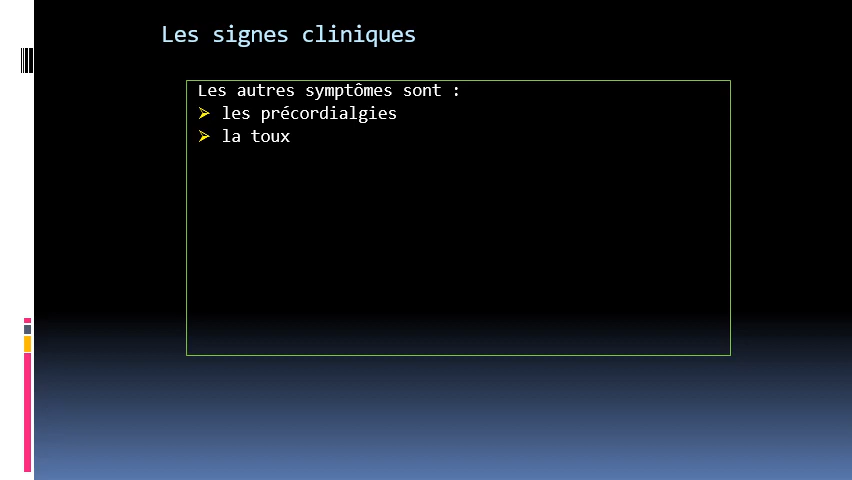 Les signes cliniques
Les autres symptômes sont :
➢ les précordialgies
➢ la toux